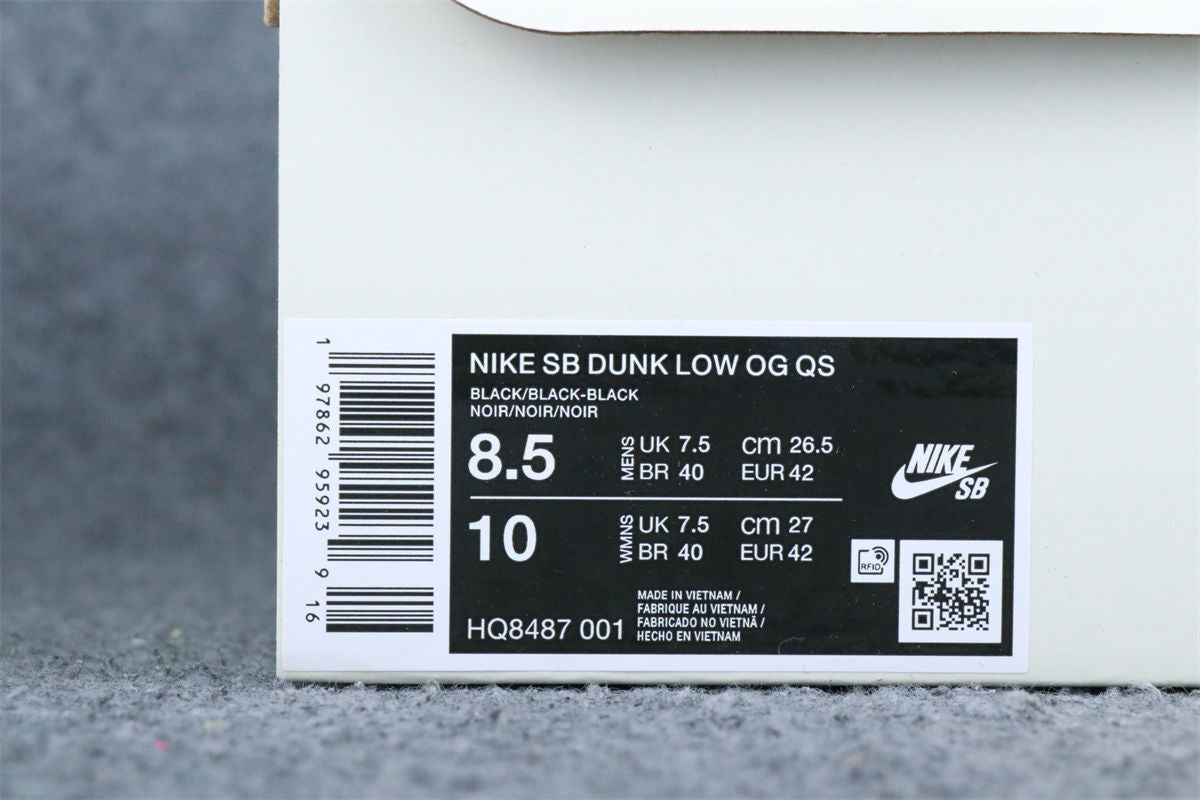 1 97862 95923 9 16
NIKE SB DUNK LOW OG QS
BLACK/BLACK-BLACK
NOIR/NOIR/NOIR
8.5 MENS UK 7.5 cm 26.5
BR 40 EUR 42
10 WMNS UK 7.5 cm 27
BR 40 EUR 42
NIKE
SB
RFID
HQ8487 001
MADE IN VIETNAM /
FABRIQUE AU VIETNAM /
FABRICADO NO VIETNÃ /
HECHO EN VIETNAM